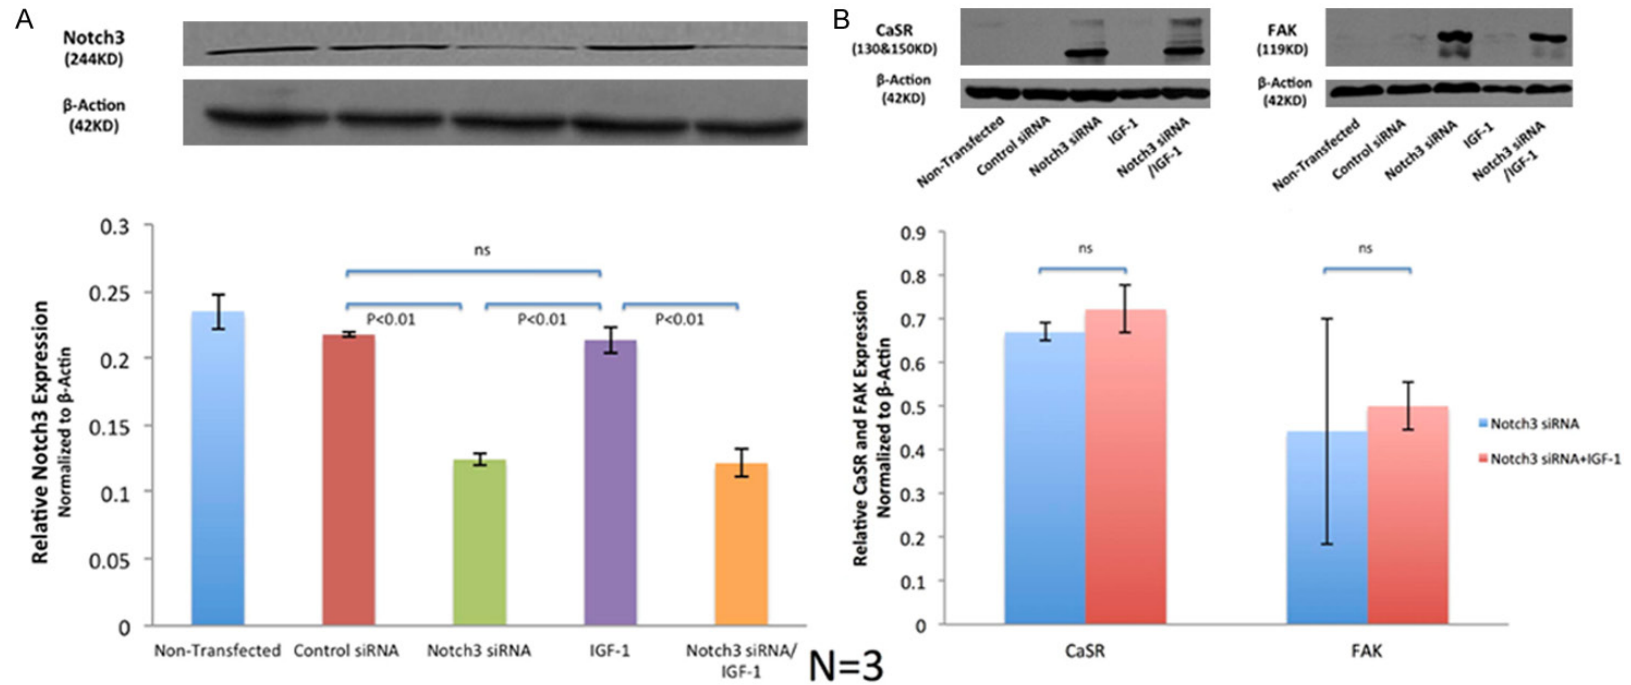 A
Notch3
(244KD)
β-Action
(42KD)
0.3
0.25
0.2
0.15
0.1
0.05
0
Relative Notch3 Expression
Normalized to β-Actin
ns
P<0.01
P<0.01
P<0.01
Non-Transfected
Control siRNA
Notch3 siRNA
IGF-1
Notch3 siRNA/
IGF-1
N=3
B
CaSR
(130&150KD)
β-Action
(42KD)
Non-Transfected
Control siRNA
Notch3 siRNA
IGF-1
Notch3 siRNA
/IGF-1
FAK
(119KD)
β-Action
(42KD)
Non-Transfected
Control siRNA
Notch3 siRNA
IGF-1
Notch3 siRNA
/IGF-1
0.9
0.8
0.7
0.6
0.5
0.4
0.3
0.2
0.1
0
Relative CaSR and FAK Expression
Normalized to β-Actin
ns
ns
CaSR
FAK
Notch3 siRNA
Notch3 siRNA+IGF-1